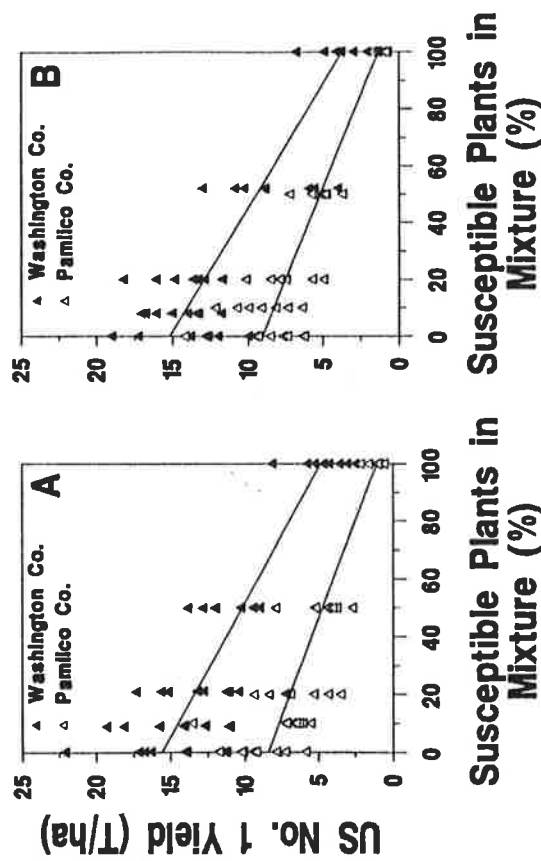 US No. 1 Yield (T/ha)
25
20
15
10
5
0
A
▲ Washington Co.
△ Pamlico Co.
0
20
40
60
80
100
Susceptible Plants in
Mixture (%)
25
20
15
10
5
0
B
▲ Washington Co.
△ Pamlico Co.
0
20
40
60
80
100
Susceptible Plants in
Mixture (%)